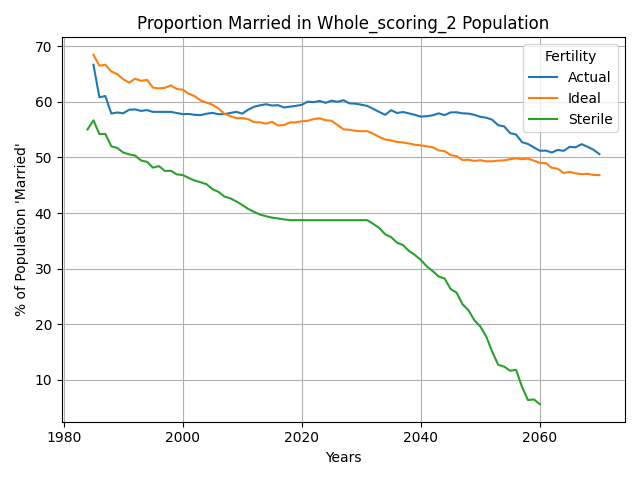 Proportion Married in Whole_scoring_2 Population
Fertility
Actual
Ideal
Sterile
% of Population 'Married'
70
60
50
40
30
20
10
1980
2000
2020
2040
2060
Years